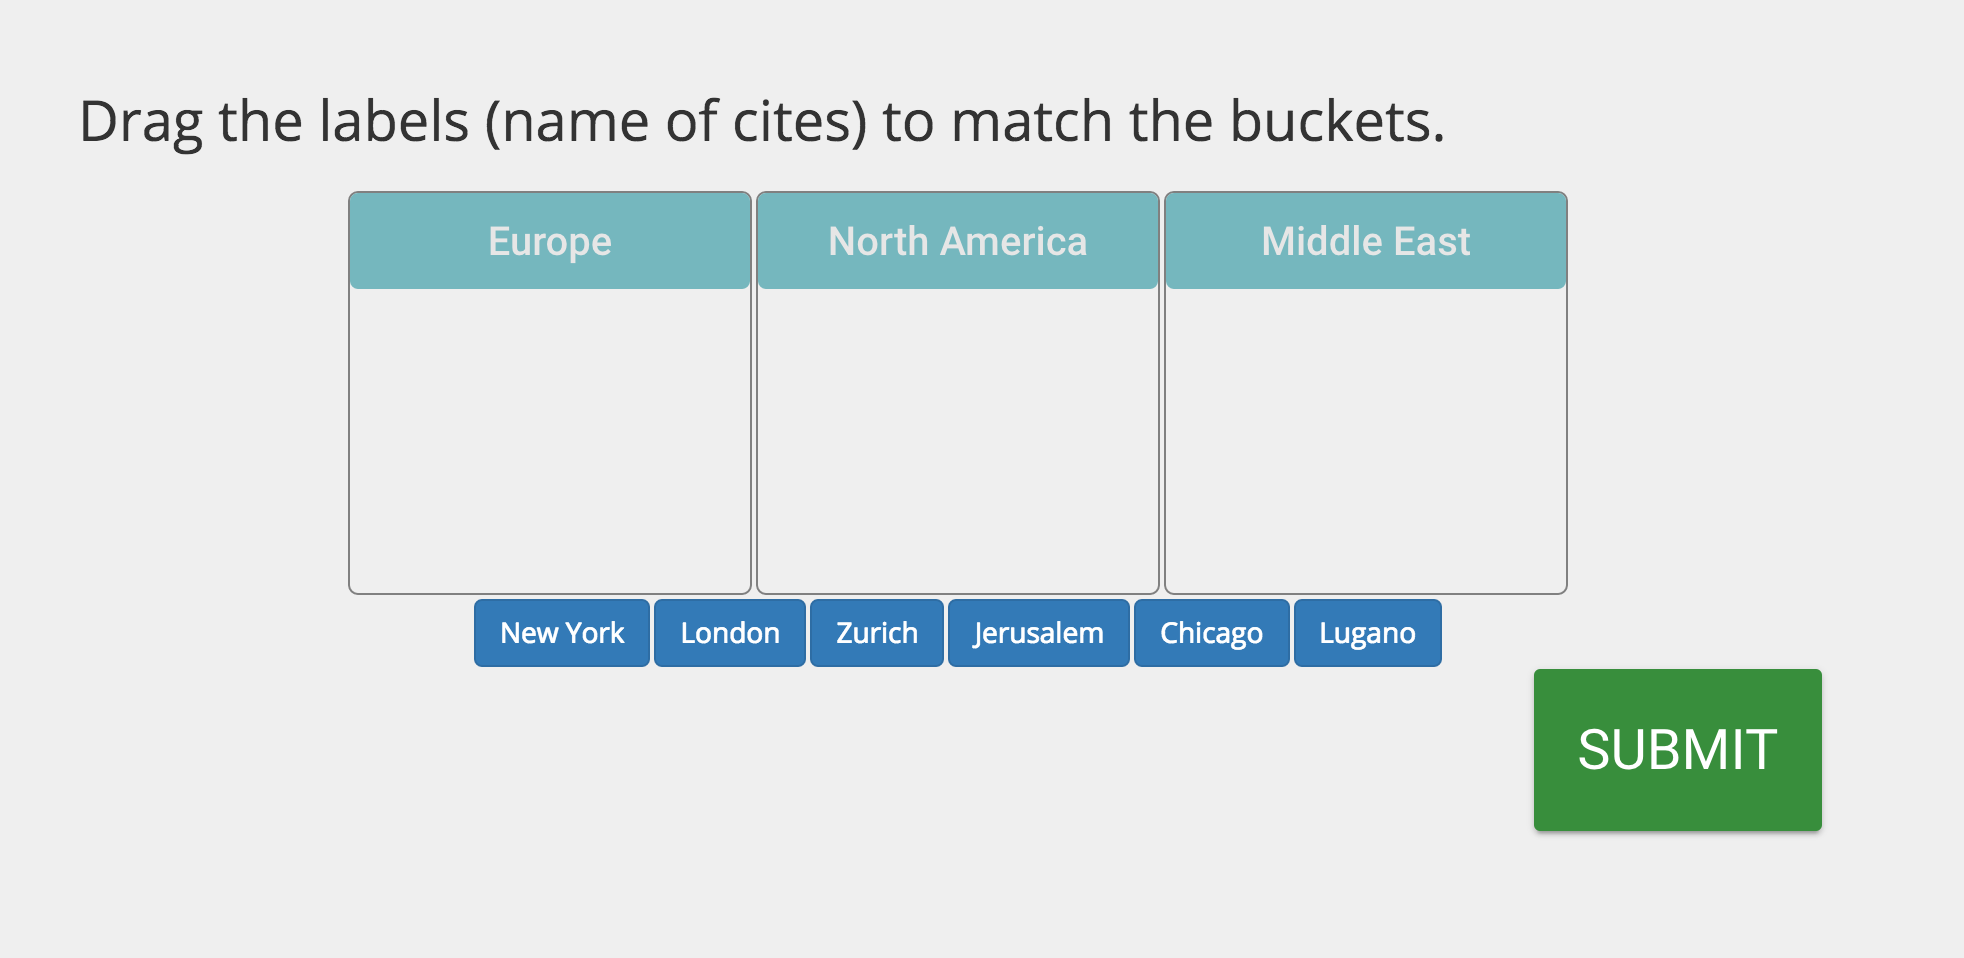 Drag the labels (name of cites) to match the buckets.
Europe North America Middle East
New York London Zurich Jerusalem Chicago Lugano
SUBMIT